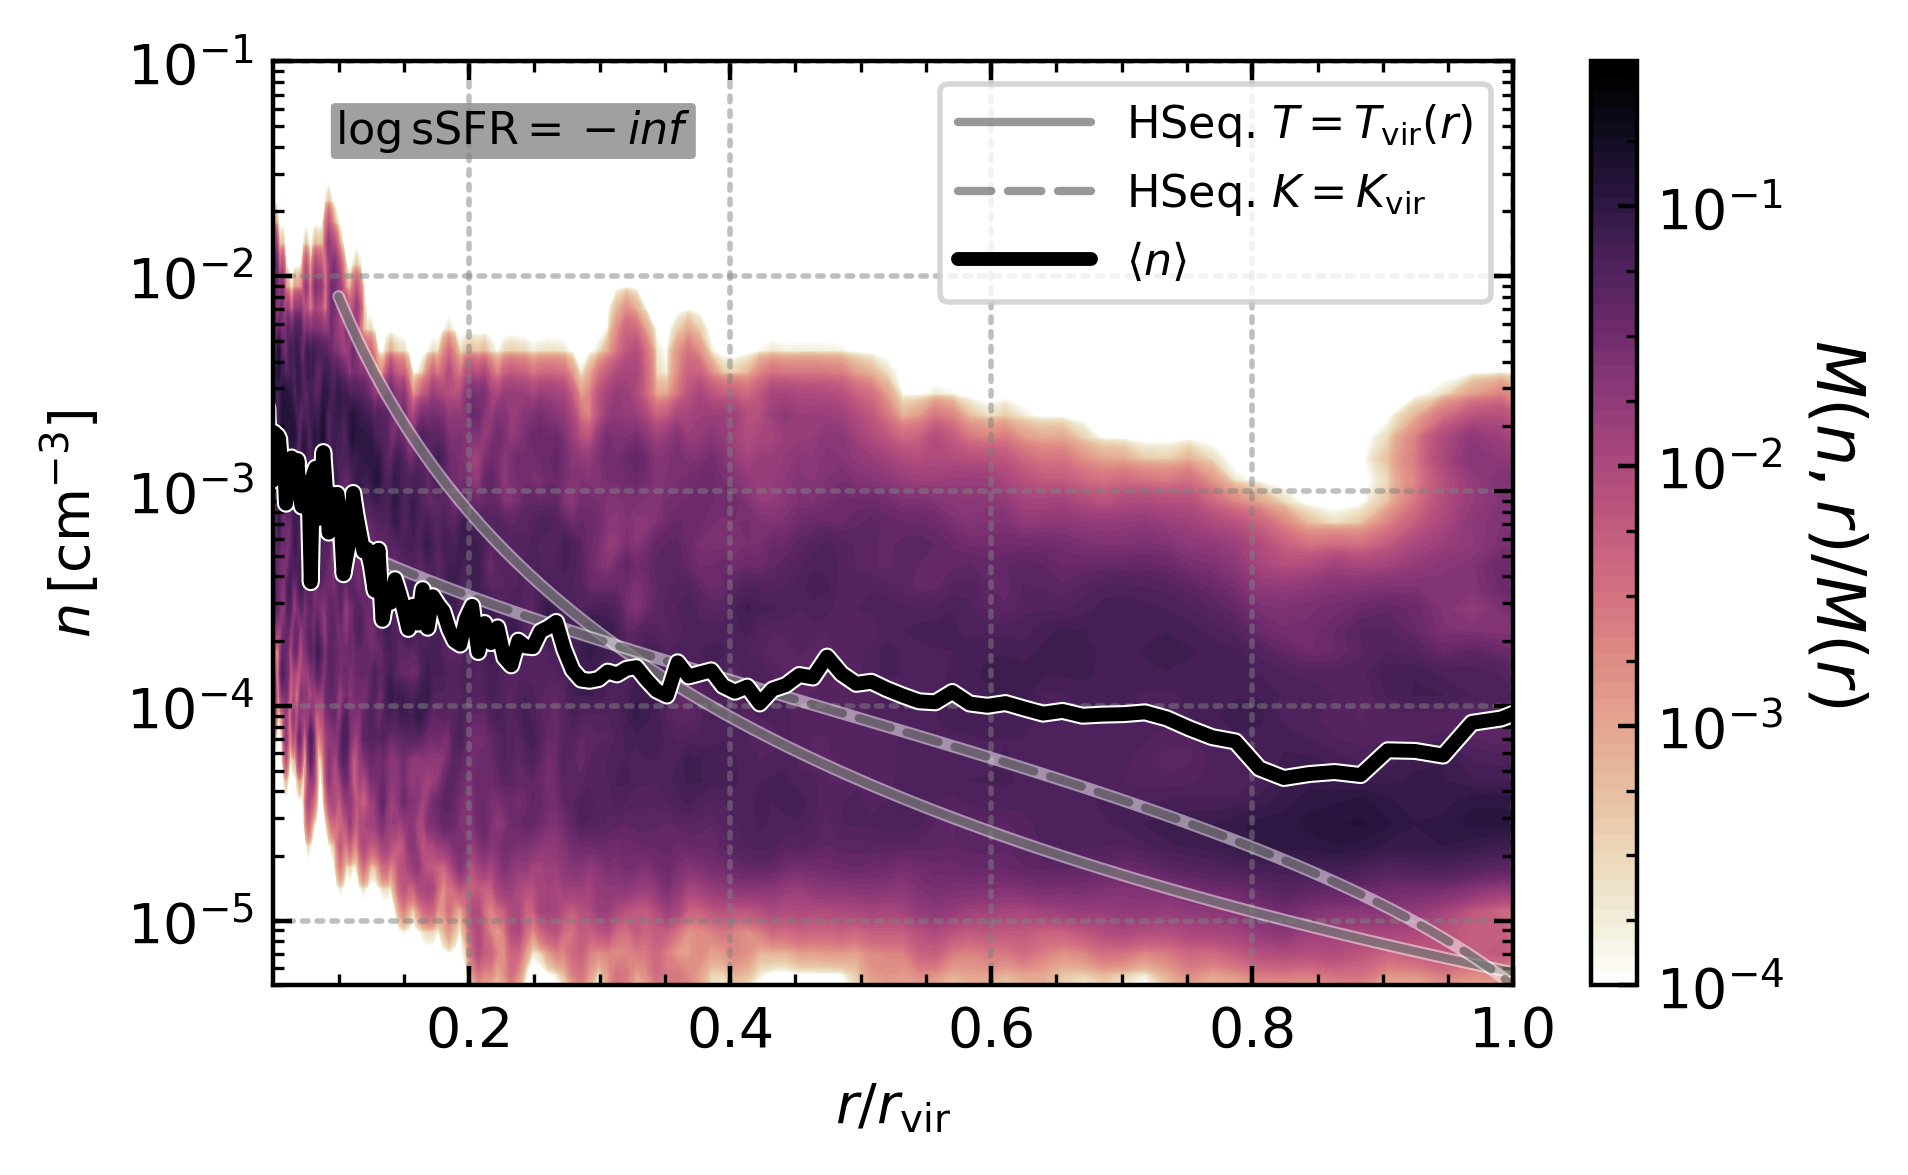 10⁻¹
10⁻²
10⁻³
10⁻⁴
10⁻⁵
n [cm⁻³]
log sSFR = −inf
HSeq. T = T_vir(r)
HSeq. K = K_vir
⟨n⟩
0.2 0.4 0.6 0.8 1.0
r/r_vir
10⁻¹
10⁻²
10⁻³
10⁻⁴
M(n, r)/M(r)